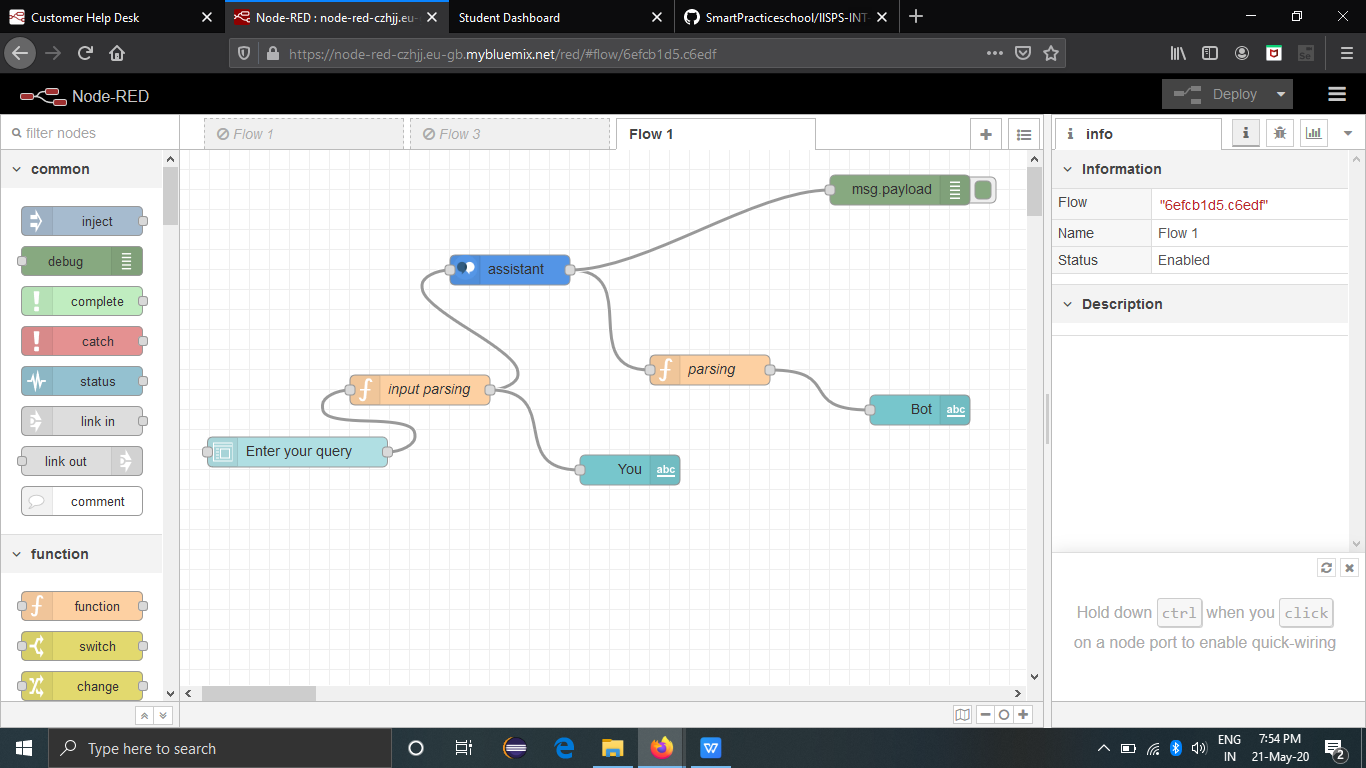 Customer Help Desk
Node-RED : node-red-czhjj.eu-
Student Dashboard
SmartPracticeschool/IISPS-INT
https://node-red-czhjj.eu-gb.mybluemix.net/red/#flow/6efcb1d5.c6edf
Node-RED
Deploy
filter nodes
Flow 1
Flow 3
Flow 1
i info
i
common
inject
debug
complete
catch
status
link in
link out
comment
function
function
switch
change
msg.payload
assistant
parsing
input parsing
Bot abc
Enter your query
You abc
Information
Flow "6efcb1d5.c6edf"
Name Flow 1
Status Enabled
Description
Hold down ctrl when you click
on a node port to enable quick-wiring
Type here to search
ENG
IN
7:54 PM
21-May-20
2